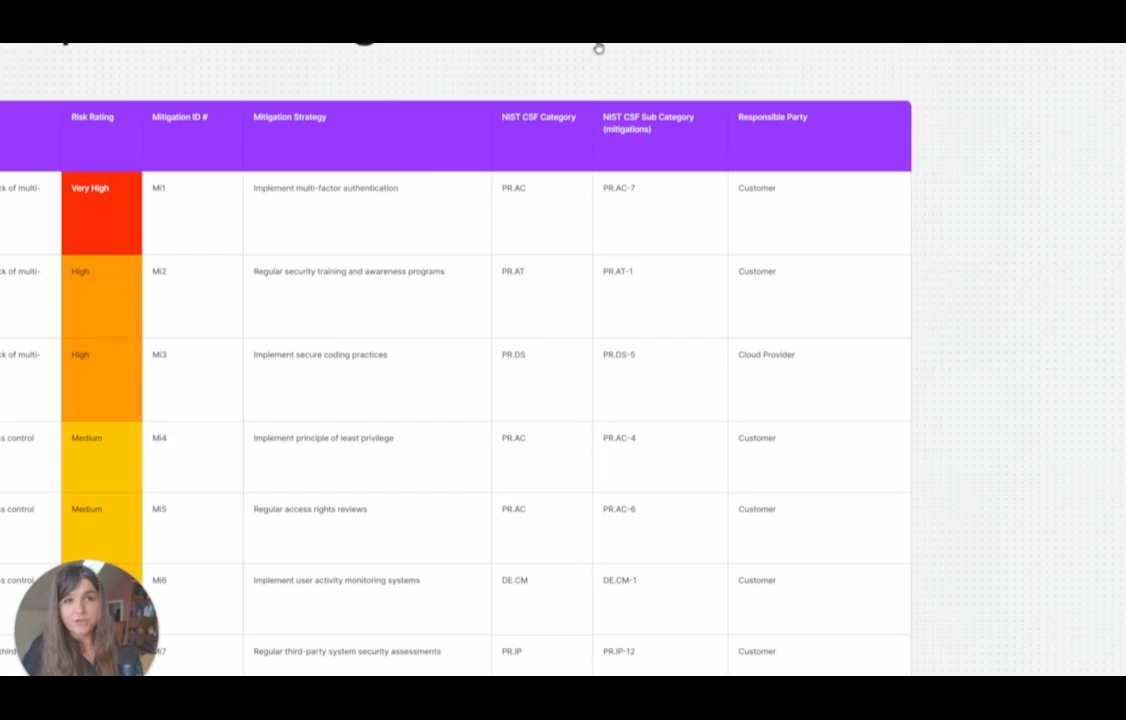 Risk Rating Mitigation ID # Mitigation Strategy NIST CSF Category NIST CSF Sub Category Responsible Party
(mitigations)
ck of multi- Very High Mi1 Implement multi-factor authentication PR.AC PR.AC-7 Customer
ck of multi- High Mi2 Regular security training and awareness programs PR.AT PR.AT-1 Customer
ck of multi- High Mi3 Implement secure coding practices PR.DS PR.DS-5 Cloud Provider
s control Medium Mi4 Implement principle of least privilege PR.AC PR.AC-4 Customer
s control Medium Mi5 Regular access rights reviews PR.AC PR.AC-6 Customer
s control Mi6 Implement user activity monitoring systems DE.CM DE.CM-1 Customer
third Mi7 Regular third-party system security assessments PR.IP PR.IP-12 Customer